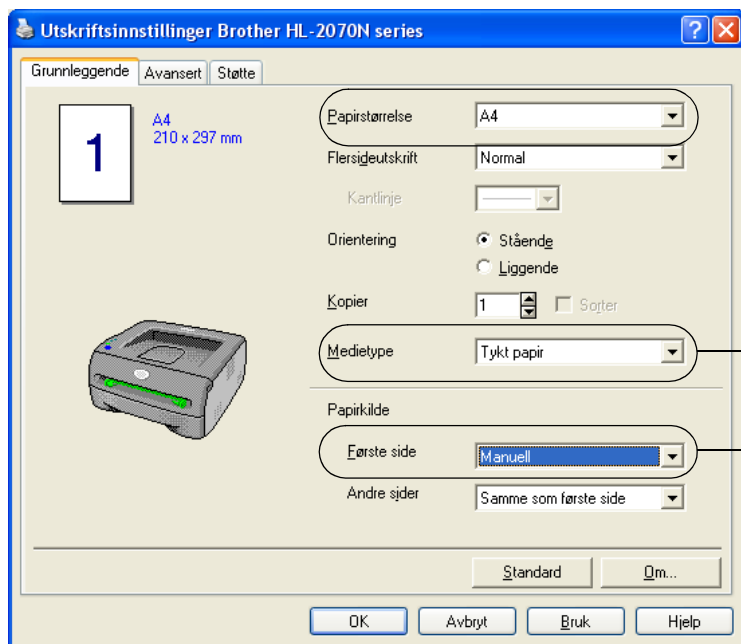 Utskriftsinnstillinger Brother HL-2070N series
Grunnleggende Avansert Støtte
1
A4
210 x 297 mm
Papirstørrelse A4
Flersideutskrift Normal
Kantlinje
Orientering Stående
Liggende
Kopier 1 Sorter
Medietype Tykt papir
Papirkilde
Første side Manuell
Andre sider Samme som første side
Standard Om...
OK Avbryt Bruk Hjelp